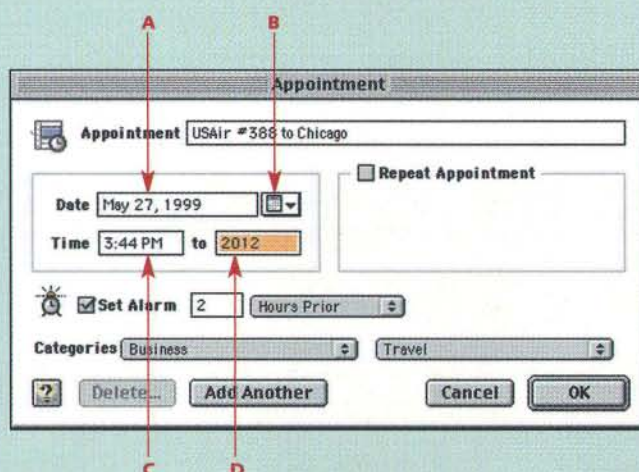 A B
Appointment
Appointment USAir #388 to Chicago
Repeat Appointment
Date May 27, 1999
Time 3:44 PM to 2012
Set Alarm 2 Hours Prior
Categories Business Travel
? Delete... Add Another Cancel OK
C D